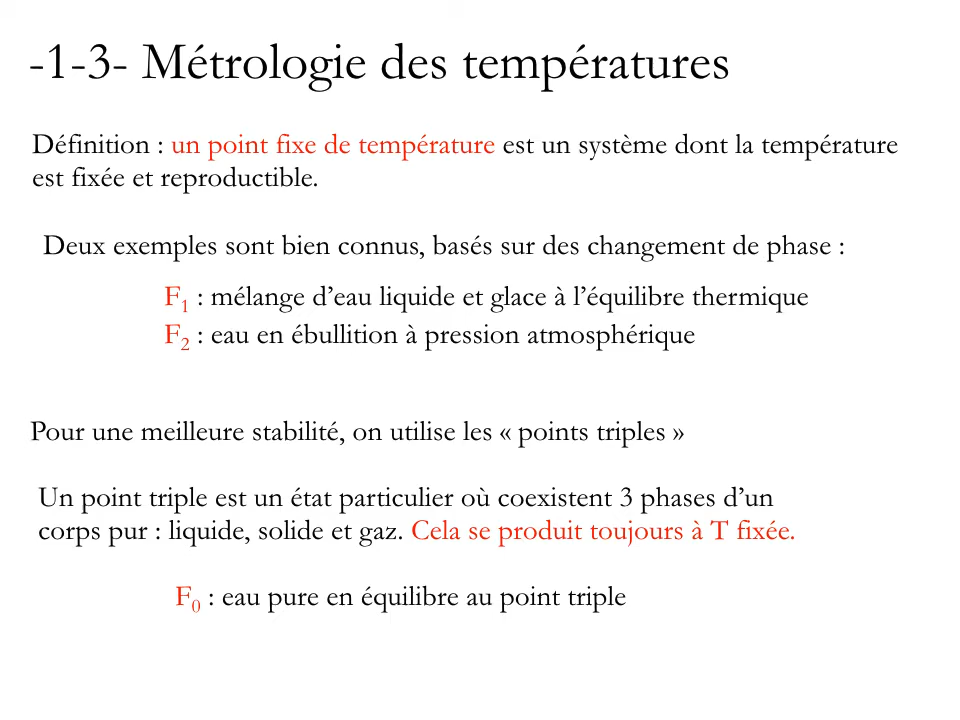 -1-3- Métrologie des températures
Définition : un point fixe de température est un système dont la température
est fixée et reproductible.
Deux exemples sont bien connus, basés sur des changement de phase :
F₁ : mélange d’eau liquide et glace à l’équilibre thermique
F₂ : eau en ébullition à pression atmosphérique
Pour une meilleure stabilité, on utilise les « points triples »
Un point triple est un état particulier où coexistent 3 phases d’un
corps pur : liquide, solide et gaz. Cela se produit toujours à T fixée.
F₀ : eau pure en équilibre au point triple